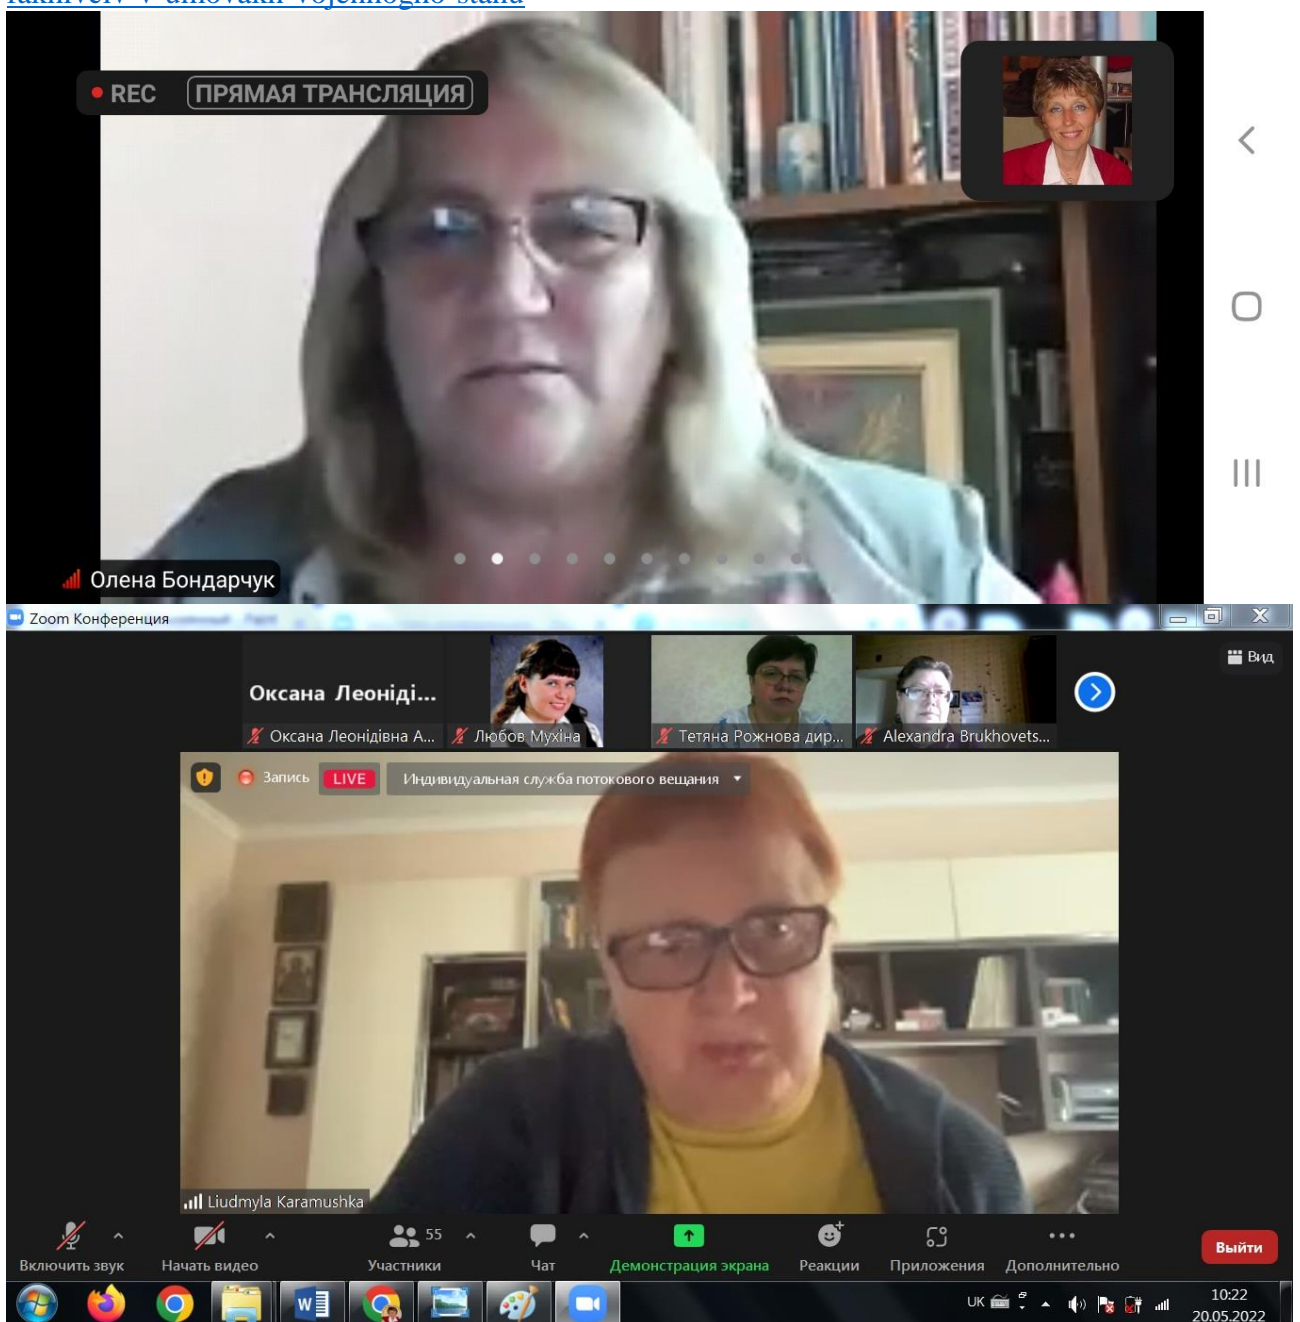 REC ПРЯМАЯ ТРАНСЛЯЦИЯ
Олена Бондарчук
Zoom Конференция
Вид
Оксана Леоніді...
Оксана Леонідівна А...
Любов Мухіна
Тетяна Рожнова дир...
Alexandra Brukhovets...
Запись LIVE Индивидуальная служба потокового вещания
Liudmyla Karamushka
55
Включить звук Начать видео Участники Чат Демонстрация экрана Реакции Приложения Дополнительно Выйти
UK 10:22
20.05.2022